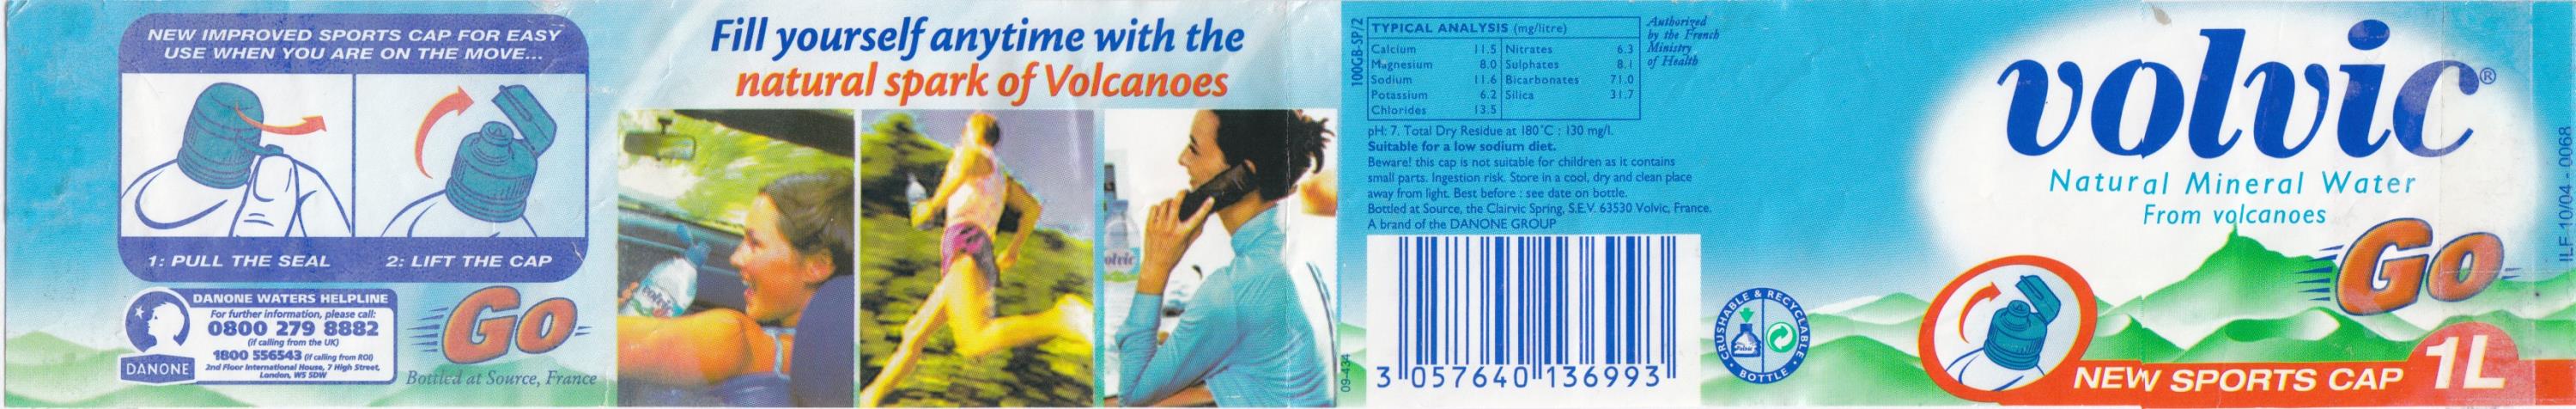 NEW IMPROVED SPORTS CAP FOR EASY
USE WHEN YOU ARE ON THE MOVE...
1: PULL THE SEAL
2: LIFT THE CAP
DANONE
DANONE WATERS HELPLINE
For further information, please call:
0800 279 8882
(if calling from the UK)
1800 556543 (if calling from ROI)
2nd Floor International House, 7 High Street,
London, W5 5DW
Go
Bottled at Source, France
Fill yourself anytime with the
natural spark of Volcanoes
volvic
volvic
100GB-SP/2
TYPICAL ANALYSIS (mg/litre)
Calcium 11.5 Nitrates 6.3
Magnesium 8.0 Sulphates 8.1
Sodium 11.6 Bicarbonates 71.0
Potassium 6.2 Silica 31.7
Chlorides 13.5
Authorized
by the French
Ministry
of Health
pH: 7. Total Dry Residue at 180°C : 130 mg/l.
Suitable for a low sodium diet.
Beware! this cap is not suitable for children as it contains
small parts. Ingestion risk. Store in a cool, dry and clean place
away from light. Best before : see date on bottle.
Bottled at Source, the Clairvic Spring, S.E.V. 63530 Volvic, France.
A brand of the DANONE GROUP
09-434
3 057640 136993
CRUSHABLE & RECYCLABLE
BOTTLE
volvic®
Natural Mineral Water
From volcanoes
Go
NEW SPORTS CAP 1L
ILF 10/04 - 0068